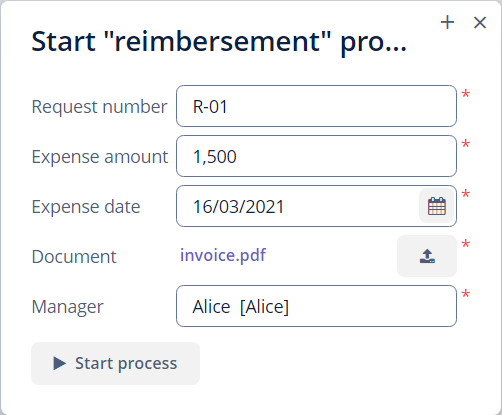 Start "reimbersement" pro...
Request number R-01 *
Expense amount 1,500 *
Expense date 16/03/2021 *
Document invoice.pdf *
Manager Alice [Alice] *
Start process